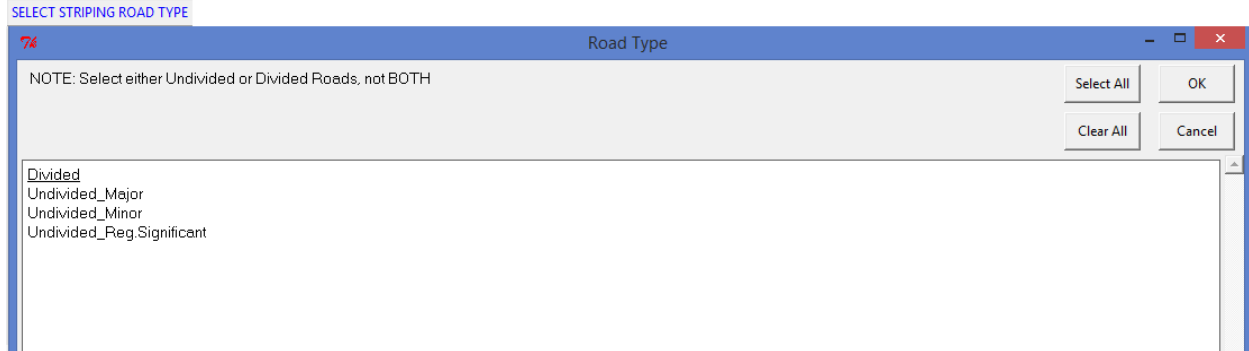 SELECT STRIPING ROAD TYPE
Road Type
NOTE: Select either Undivided or Divided Roads, not BOTH
Select All
OK
Clear All
Cancel
Divided
Undivided_Major
Undivided_Minor
Undivided_Reg.Significant